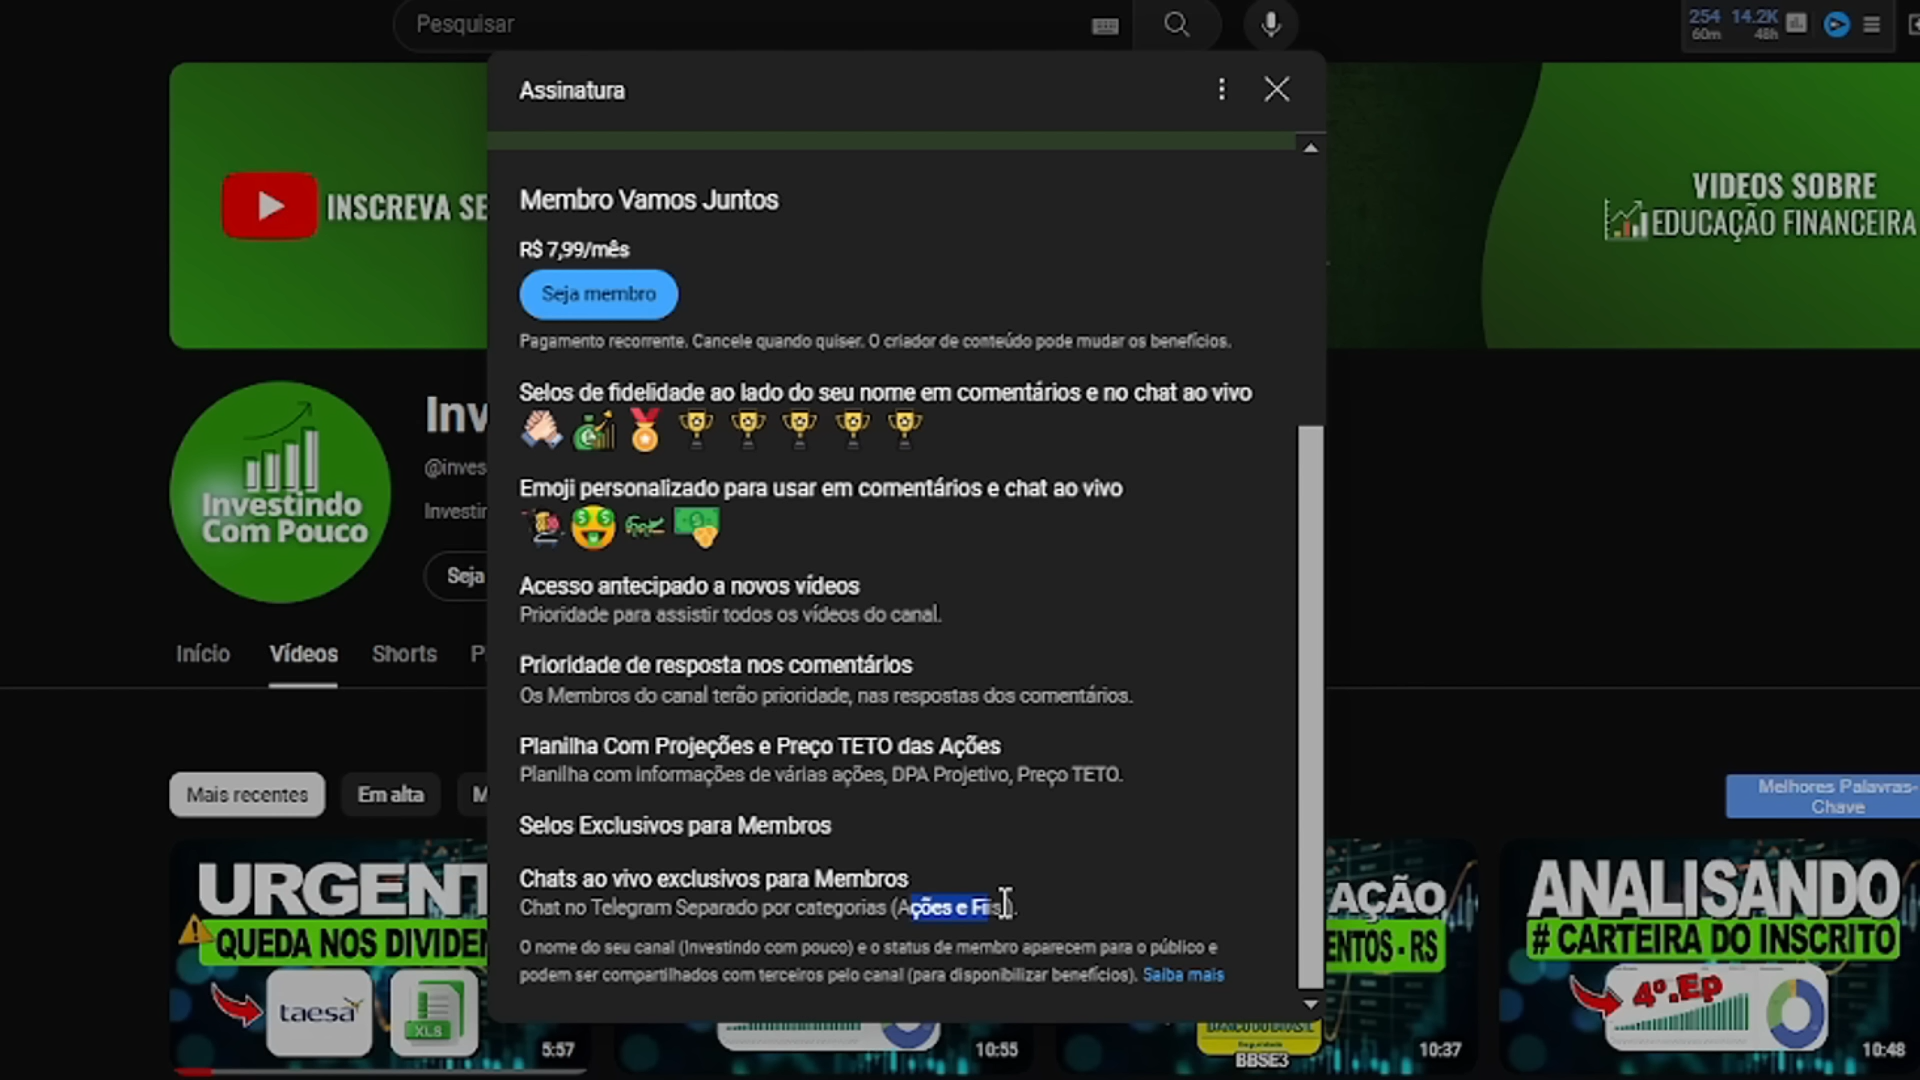 Pesquisar
254
60m
14.2K
48h
Assinatura
INSCREVA SE
VIDEOS SOBRE
EDUCAÇÃO FINANCEIRA
Membro Vamos Juntos
R$ 7,99/mês
Seja membro
Pagamento recorrente. Cancele quando quiser. O criador de conteúdo pode mudar os benefícios.
Selos de fidelidade ao lado do seu nome em comentários e no chat ao vivo
Emoji personalizado para usar em comentários e chat ao vivo
Acesso antecipado a novos vídeos
Prioridade para assistir todos os vídeos do canal.
Prioridade de resposta nos comentários
Os Membros do canal terão prioridade, nas respostas dos comentários.
Planilha Com Projeções e Preço TETO das Ações
Planilha com informações de várias ações, DPA Projetivo, Preço TETO.
Selos Exclusivos para Membros
Chats ao vivo exclusivos para Membros
Chat no Telegram Separado por categorias (Ações e Fiis).
O nome do seu canal (Investindo com pouco) e o status de membro aparecem para o público e
podem ser compartilhados com terceiros pelo canal (para disponibilizar benefícios). Saiba mais
Investindo
Com Pouco
Inv
@inves
Investin
Seja
Início
Vídeos
Shorts
P
Mais recentes
Em alta
M
Melhores Palavras-
Chave
URGENT
QUEDA NOS DIVIDEN
taesa
XLS
5:57
10:55
AÇÃO
ENTOS - RS
BBSE3
10:37
ANALISANDO
# CARTEIRA DO INSCRITO
4º.Ep
10:48